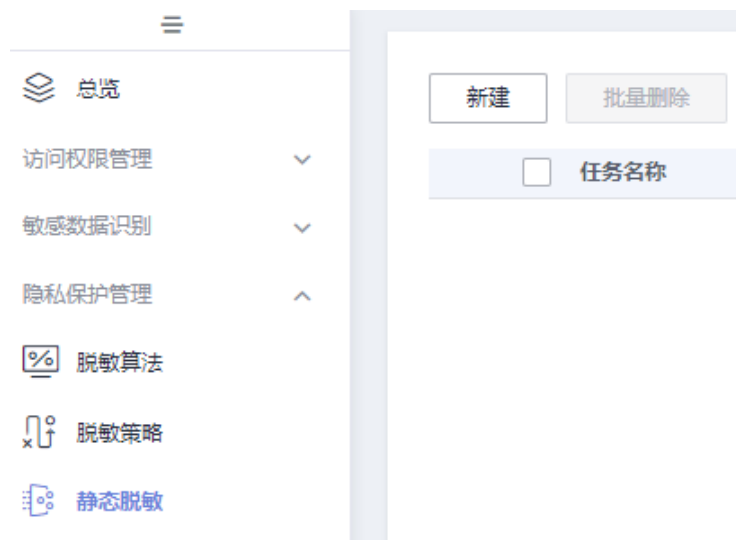 总览
访问权限管理
敏感数据识别
隐私保护管理
脱敏算法
脱敏策略
静态脱敏
新建 批量删除
任务名称